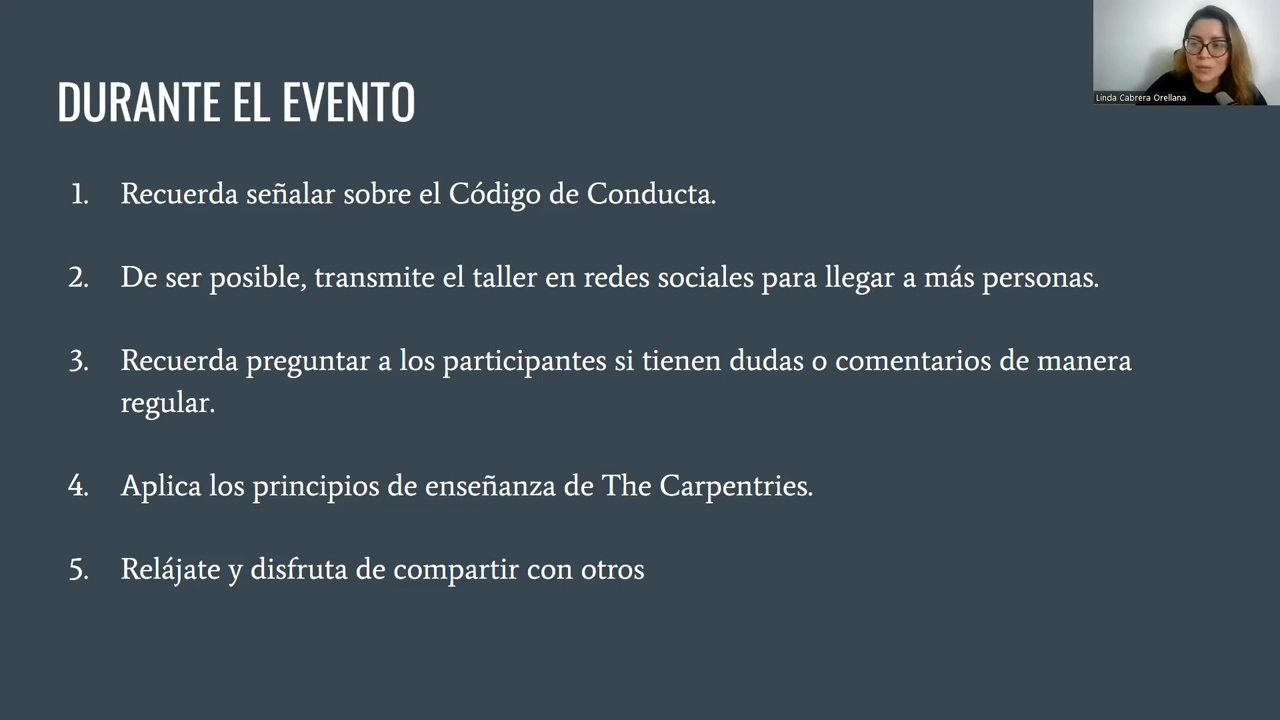 DURANTE EL EVENTO
Linda Cabrera Orellana
1. Recuerda señalar sobre el Código de Conducta.
2. De ser posible, transmite el taller en redes sociales para llegar a más personas.
3. Recuerda preguntar a los participantes si tienen dudas o comentarios de manera
regular.
4. Aplica los principios de enseñanza de The Carpentries.
5. Relájate y disfruta de compartir con otros